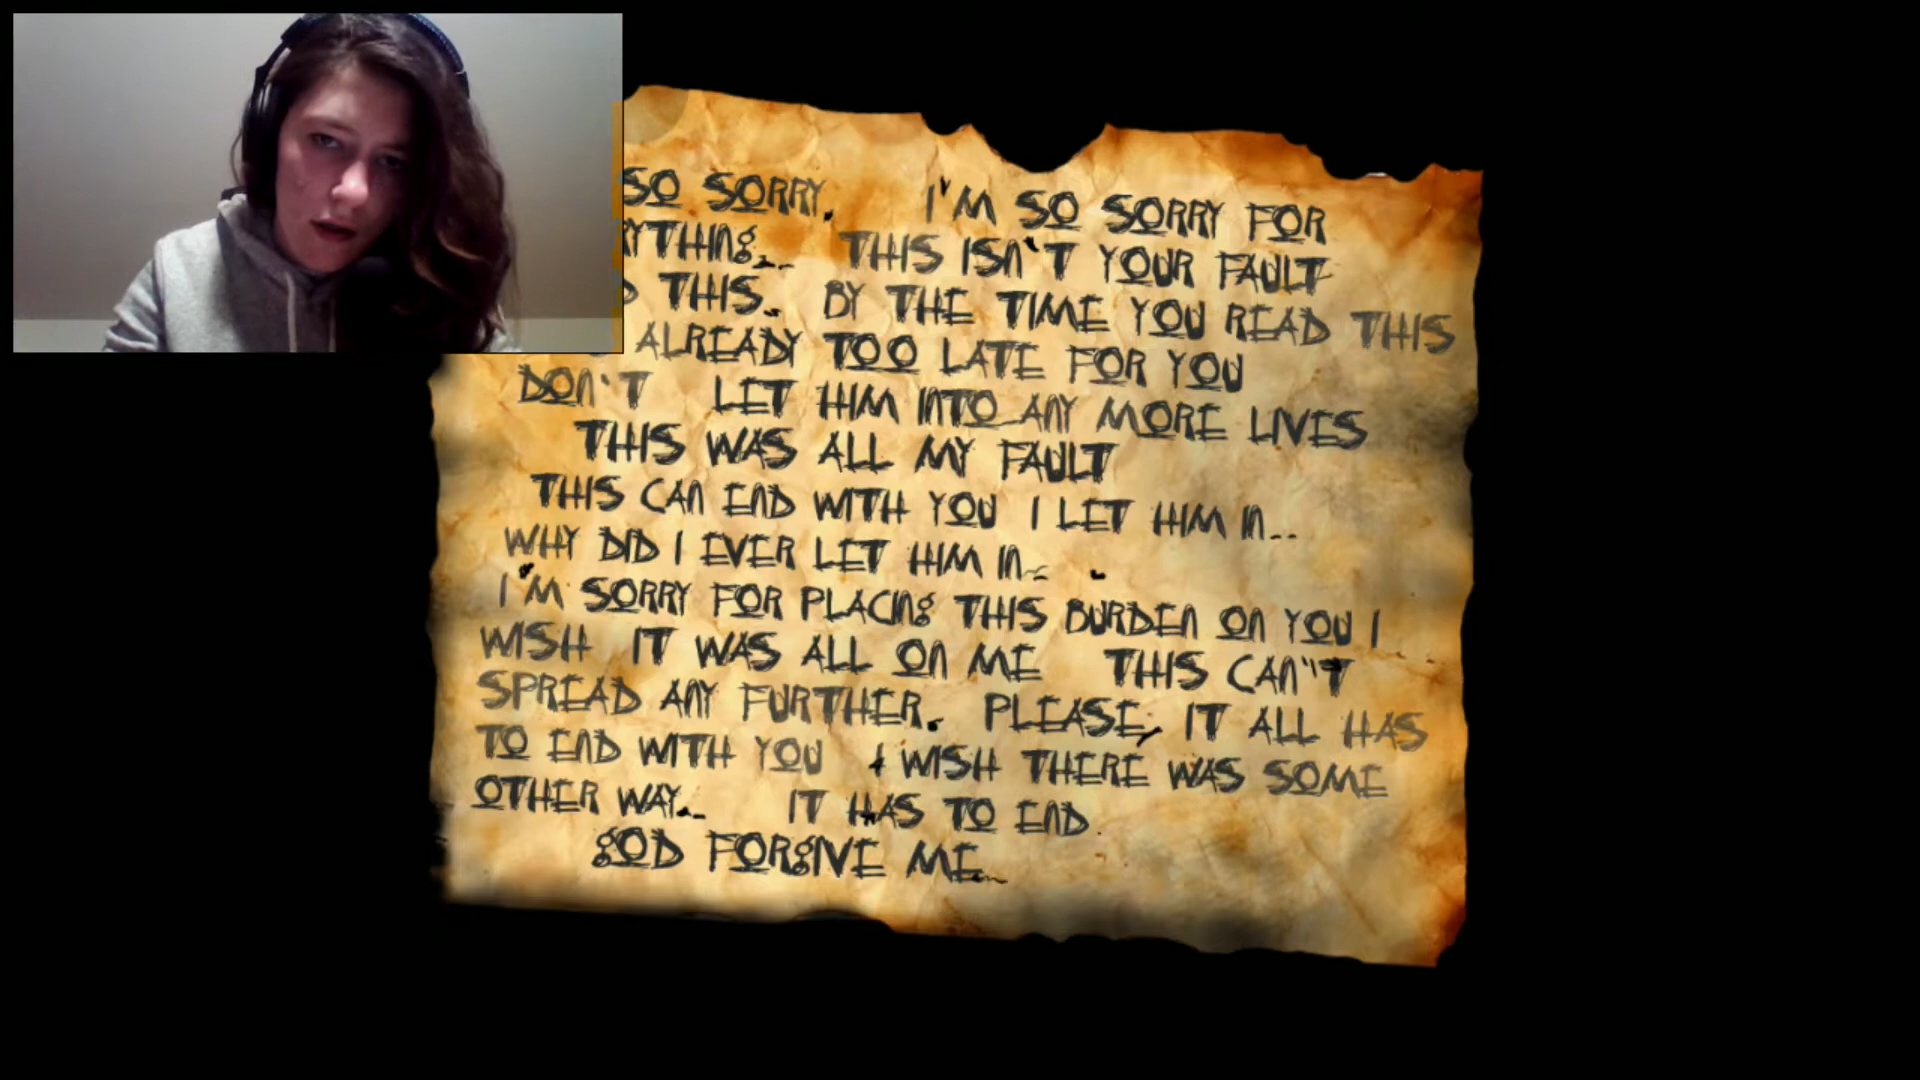 SO SORRY. I'M SO SORRY FOR
THING... THIS ISN'T YOUR FAULT
THIS.. BY THE TIME YOU READ THIS
ALREADY TOO LATE FOR YOU
DON'T LET HIM INTO ANY MORE LIVES
THIS WAS ALL MY FAULT
THIS CAN END WITH YOU I LET HIM IN...
WHY DID I EVER LET HIM IN..
I'M SORRY FOR PLACINg THIS BURDEN ON YOU I
WISH IT WAS ALL ON ME THIS CAN'T
SPREAD ANY FURTHER. PLEASE, IT ALL HAS
TO END WITH YOU I WISH THERE WAS SOME
OTHER WAY... IT HAS TO END.
gOD FORgIVE ME...